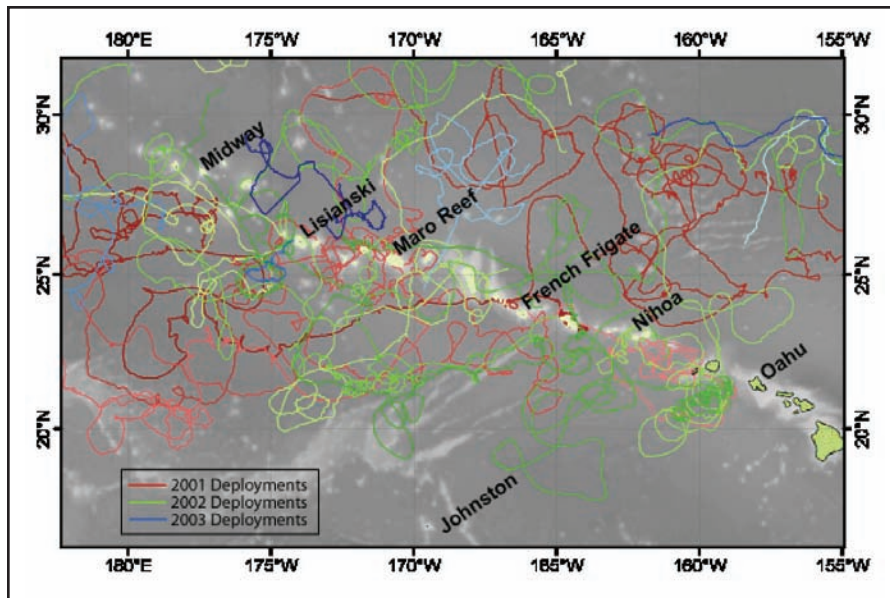 180°E 175°W 170°W 165°W 160°W 155°W
30°N 30°N
Midway
Lisianski
Maro Reef
25°N 25°N
French Frigate
Nihoa
Oahu
20°N 20°N
Johnston
2001 Deployments
2002 Deployments
2003 Deployments
180°E 175°W 170°W 165°W 160°W 155°W